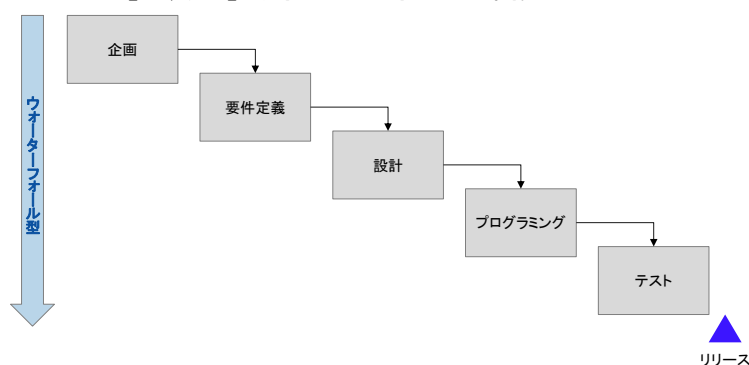 企画
要件定義
設計
プログラミング
テスト
リリース
ウォーターフォール型